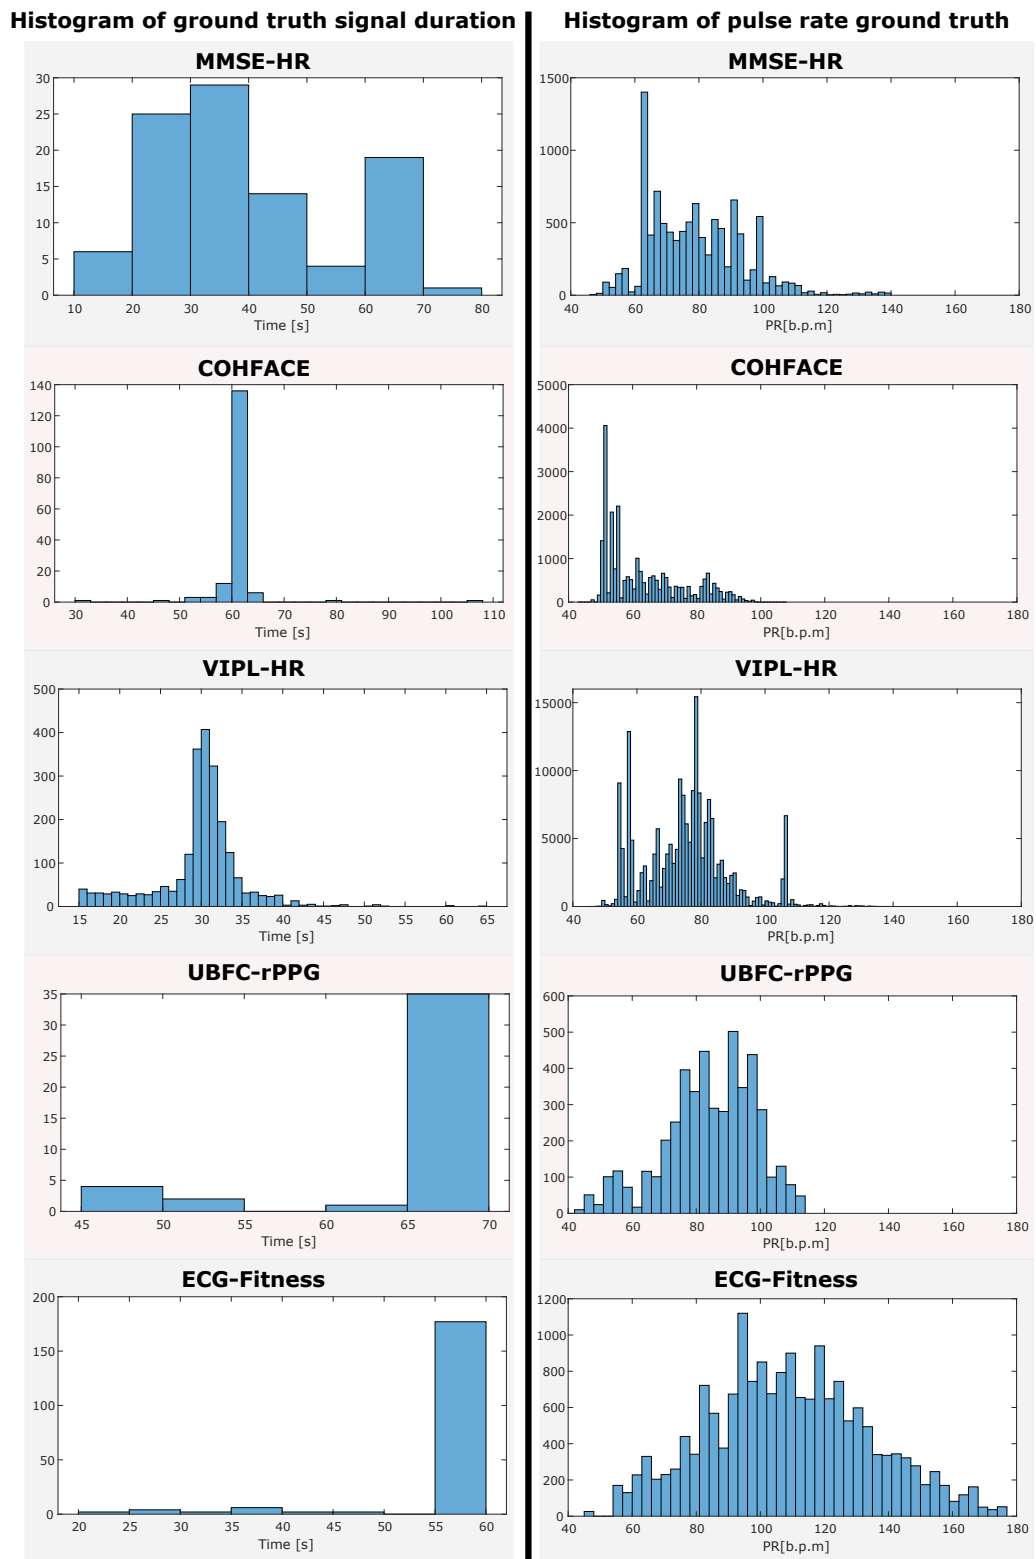 Histogram of ground truth signal duration
Histogram of pulse rate ground truth
MMSE-HR
30
25
20
15
10
5
0
10 20 30 40 50 60 70 80
Time [s]
MMSE-HR
1500
1000
500
0
40 60 80 100 120 140 160 180
PR[b.p.m]
COHFACE
140
120
100
80
60
40
20
0
30 40 50 60 70 80 90 100 110
Time [s]
COHFACE
5000
4000
3000
2000
1000
0
40 60 80 100 120 140 160 180
PR[b.p.m]
VIPL-HR
500
400
300
200
100
0
15 20 25 30 35 40 45 50 55 60 65
Time [s]
VIPL-HR
15000
10000
5000
0
40 60 80 100 120 140 160 180
PR[b.p.m]
UBFC-rPPG
35
30
25
20
15
10
5
0
45 50 55 60 65 70
Time [s]
UBFC-rPPG
600
500
400
300
200
100
0
40 60 80 100 120 140 160 180
PR[b.p.m]
ECG-Fitness
200
150
100
50
0
20 25 30 35 40 45 50 55 60
Time [s]
ECG-Fitness
1200
1000
800
600
400
200
0
40 60 80 100 120 140 160 180
PR[b.p.m]